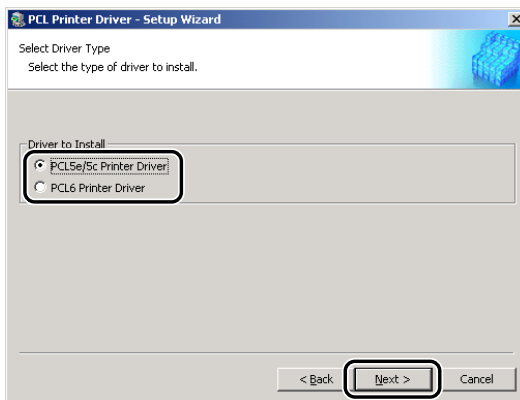 PCL Printer Driver - Setup Wizard
Select Driver Type
Select the type of driver to install.
Driver to Install
PCL5e/5c Printer Driver
PCL6 Printer Driver
< Back Next > Cancel